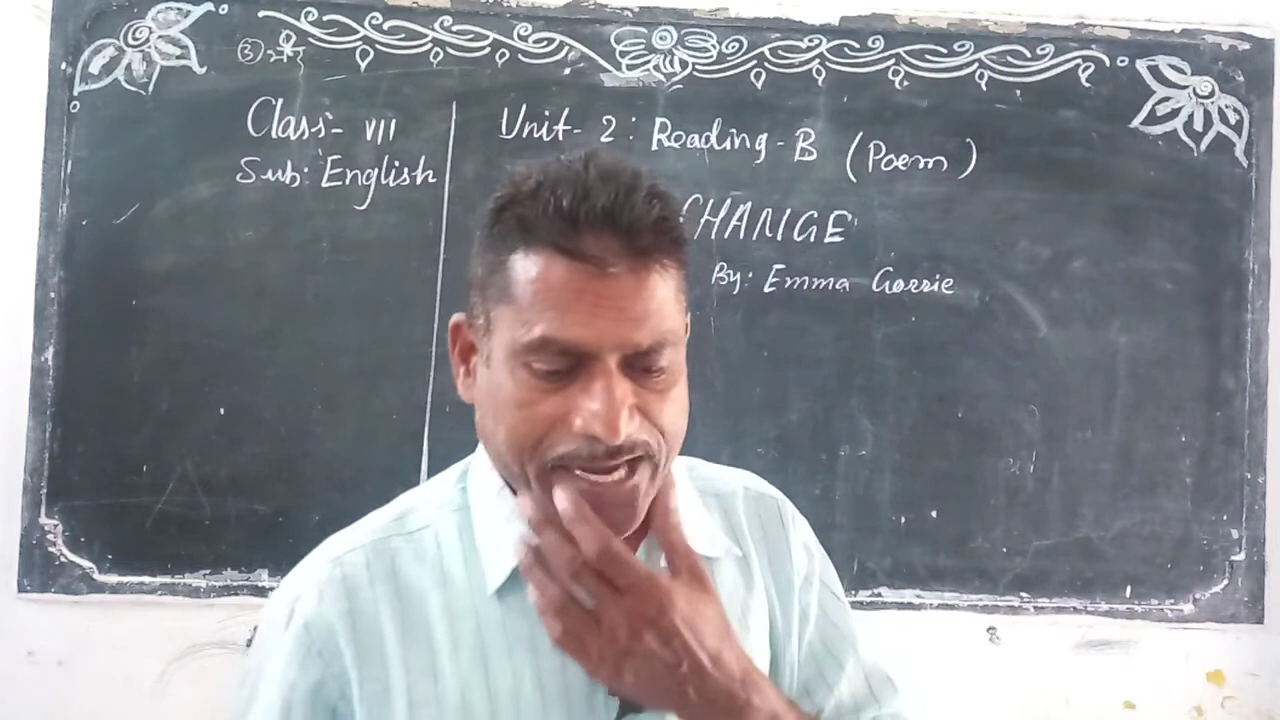 Class - VII
Sub: English
Unit - 2 : Reading - B (Poem)
CHANGE
By: Emma Gorrie